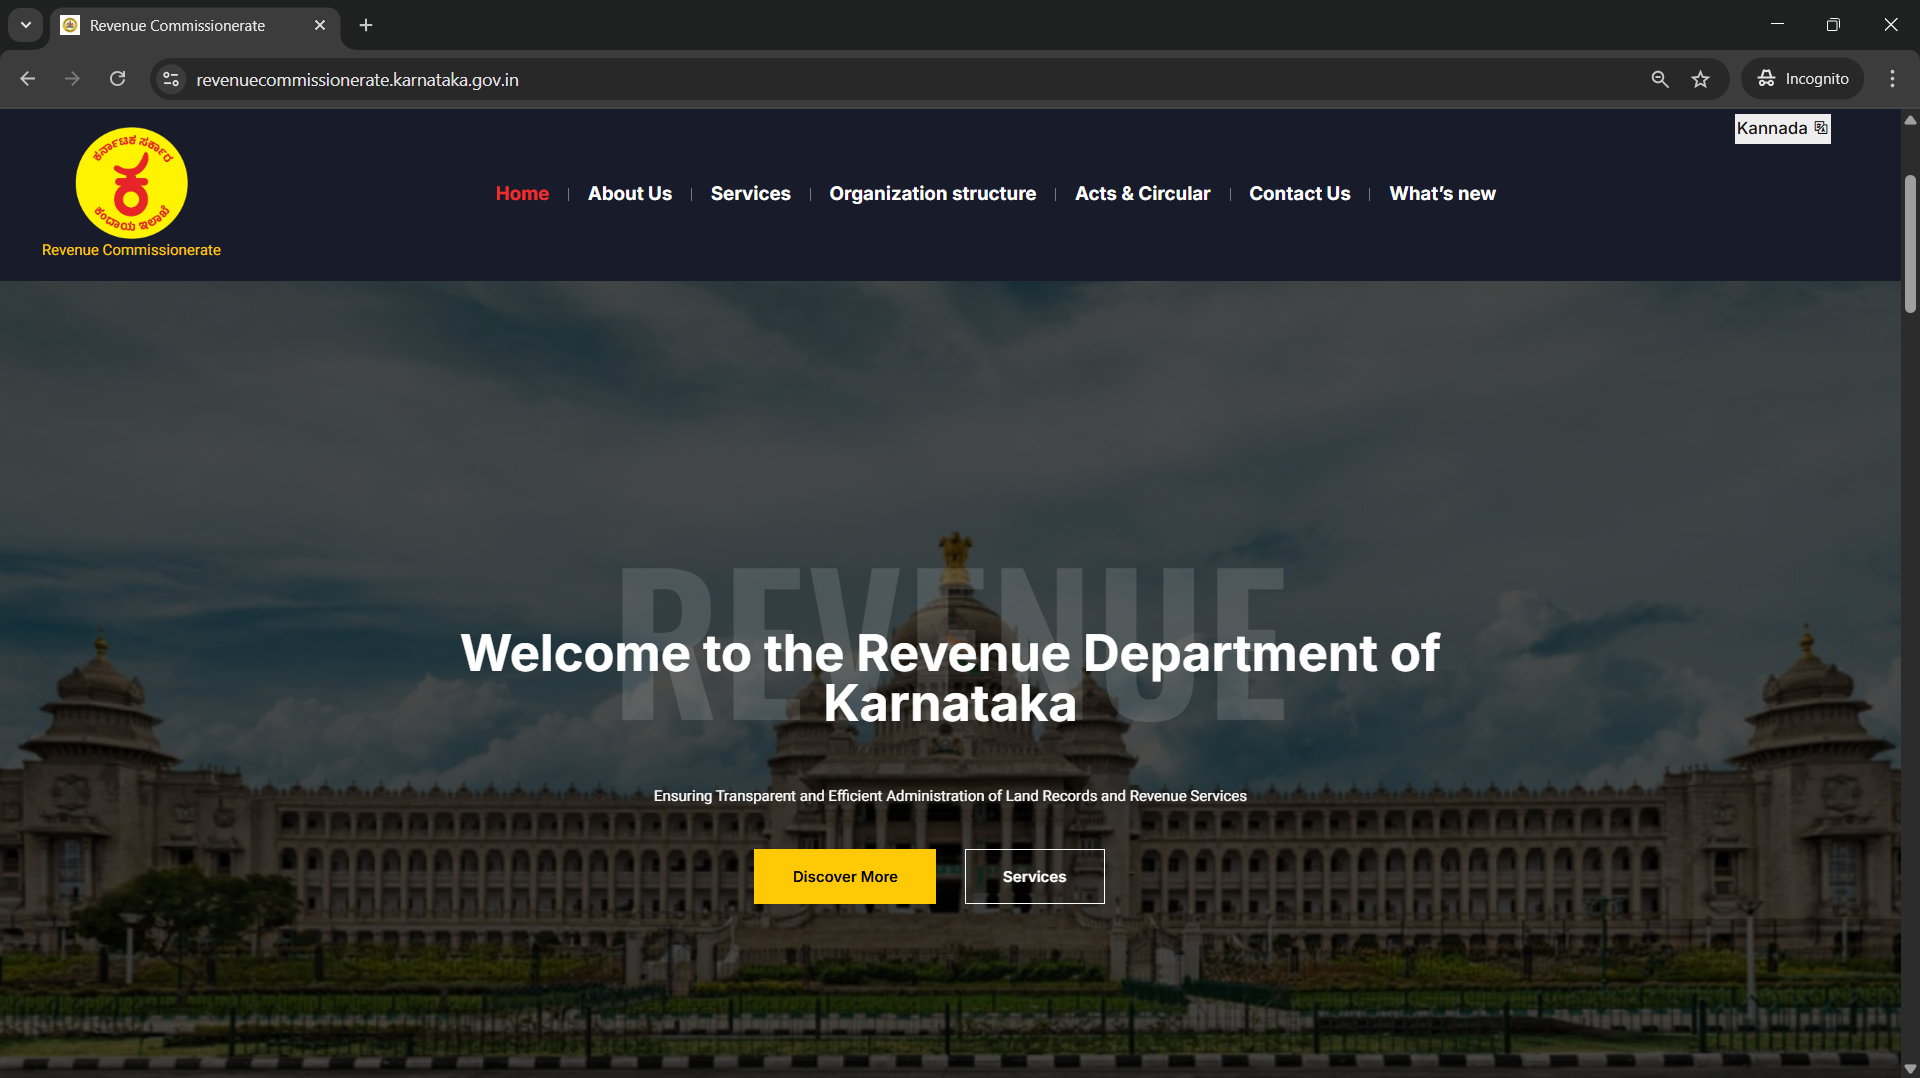 Revenue Commissionerate
revenuecommissionerate.karnataka.gov.in
Incognito
Kannada
ಕರ್ನಾಟಕ ಸರ್ಕಾರ
ಕಂದಾಯ ಇಲಾಖೆ
Revenue Commissionerate
Home
About Us
Services
Organization structure
Acts & Circular
Contact Us
What’s new
REVENUE
Welcome to the Revenue Department of
Karnataka
Ensuring Transparent and Efficient Administration of Land Records and Revenue Services
Discover More
Services